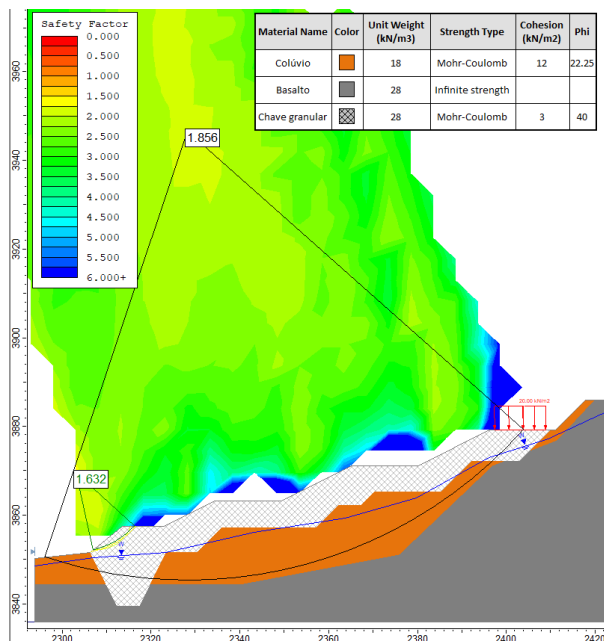 Safety Factor
0.000
0.500
1.000
1.500
2.000
2.500
3.000
3.500
4.000
4.500
5.000
5.500
6.000+
Material Name Color Unit Weight (kN/m3) Strength Type Cohesion (kN/m2) Phi
Colúvio 18 Mohr-Coulomb 12 22.25
Basalto 28 Infinite strength
Chave granular 28 Mohr-Coulomb 3 40
1.856
1.632
20.00 kN/m2
W
W
3960
3940
3920
3900
3880
3860
3840
2300 2320 2340 2360 2380 2400 2420